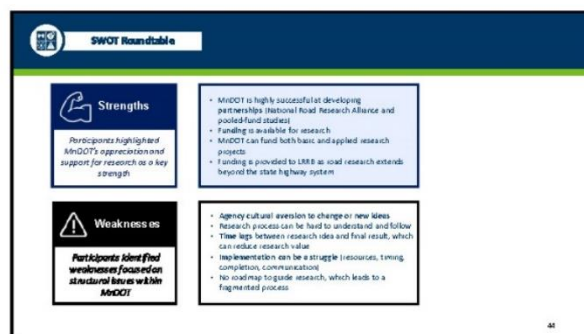 SWOT Roundtable
Strengths
Participants highlighted
MnDOT's appreciation and
support for research as a key
strength
• MnDOT is highly successful at developing
partnerships (National Road Research Alliance and
pooled-fund studies)
• Funding is available for research
• MnDOT can fund both basic and applied research
projects
• Funding is provided to LRRB as road research extends
beyond the state highway system
Weaknesses
Participants identified
weaknesses focused on
structural issues within
MnDOT
• Agency cultural aversion to change or new ideas
• Research process can be hard to understand and follow
• Time lags between research idea and final result, which
can reduce research value
• Implementation can be a struggle (resources, timing,
completion, communication)
• No roadmap to guide research, which leads to a
fragmented process
44